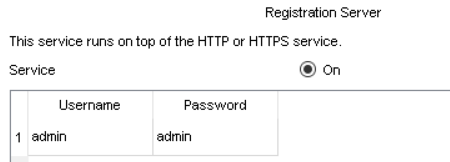 Registration Server
This service runs on top of the HTTP or HTTPS service.
Service On
Username Password
1 admin admin